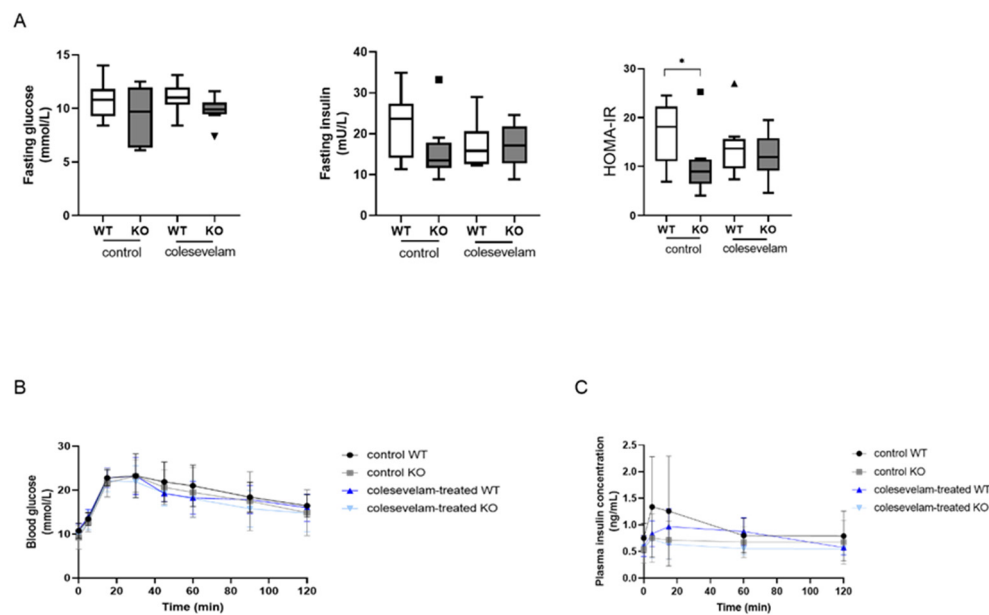 A
Fasting glucose
(mmol/L)
15
10
5
0
WT KO WT KO
control colesevelam
Fasting insulin
(mU/L)
40
30
20
10
0
WT KO WT KO
control colesevelam
HOMA-IR
30
20
10
0
*
WT KO WT KO
control colesevelam
B
Blood glucose
(mmol/L)
30
20
10
0
0 20 40 60 80 100 120
Time (min)
control WT
control KO
colesevelam-treated WT
colesevelam-treated KO
C
Plasma insulin concentration
(ng/mL)
2.5
2.0
1.5
1.0
0.5
0.0
0 20 40 60 80 100 120
Time (min)
control WT
control KO
colesevelam-treated WT
colesevelam-treated KO